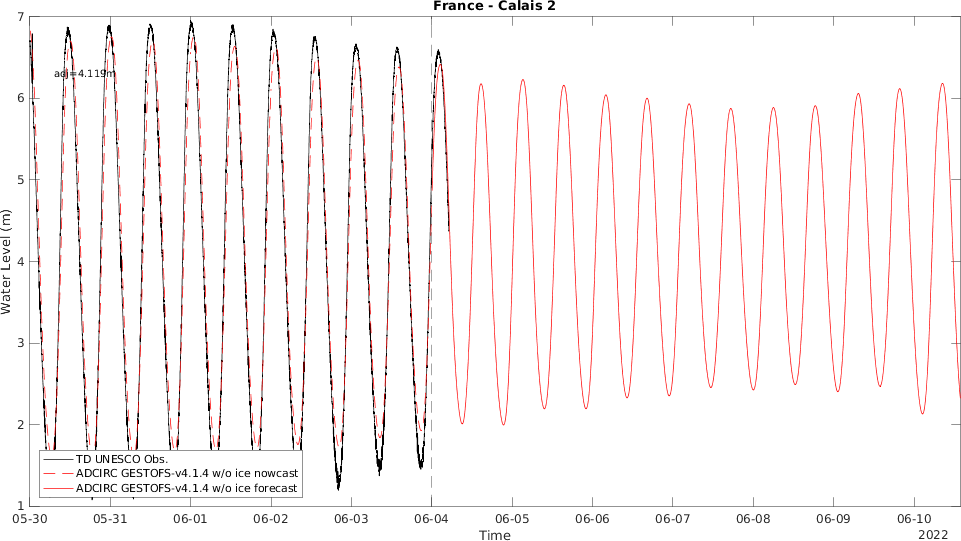 France - Calais 2
7
adj=4.119m
6
5
4
3
2
1
Water Level (m)
TD UNESCO Obs.
ADCIRC GESTOFS-v4.1.4 w/o ice nowcast
ADCIRC GESTOFS-v4.1.4 w/o ice forecast
05-30 05-31 06-01 06-02 06-03 06-04 06-05 06-06 06-07 06-08 06-09 06-10
Time
2022